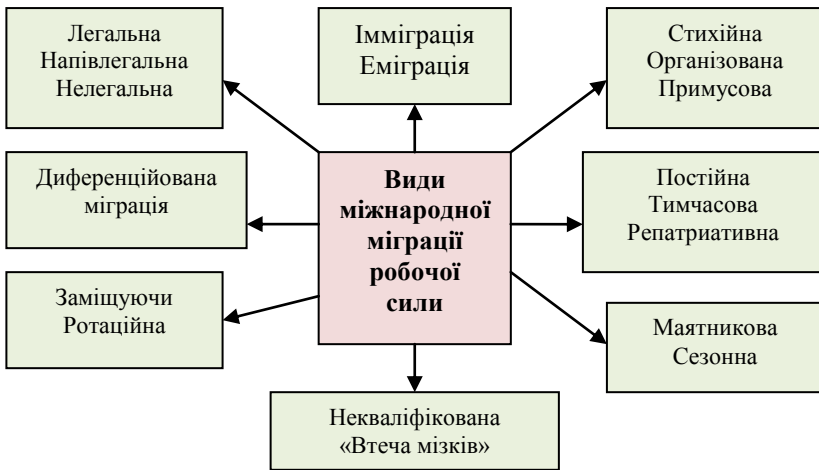 Легальна
Напівлегальна
Нелегальна
Імміграція
Еміграція
Стихійна
Організована
Примусова
Диференційована
міграція
Види
міжнародної
міграції
робочої
сили
Постійна
Тимчасова
Репатриативна
Заміщуючи
Ротаційна
Маятникова
Сезонна
Некваліфікована
«Втеча мізків»